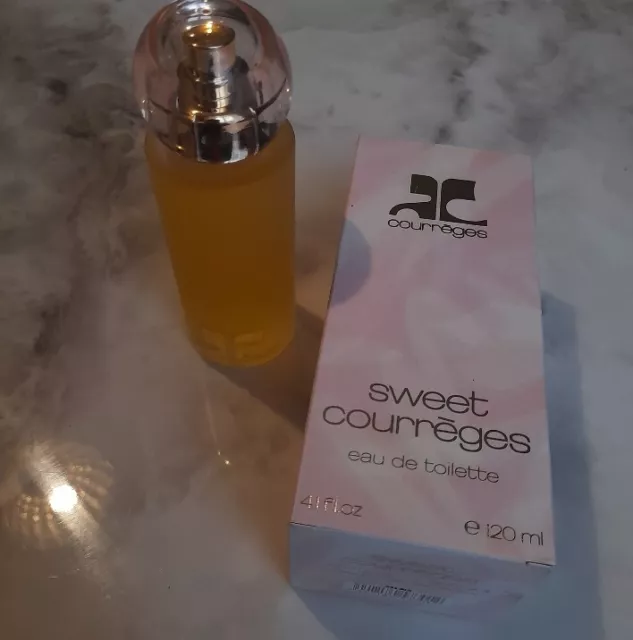 courrèges
sweet
courrèges
eau de toilette
4 fl.oz
e 120 ml